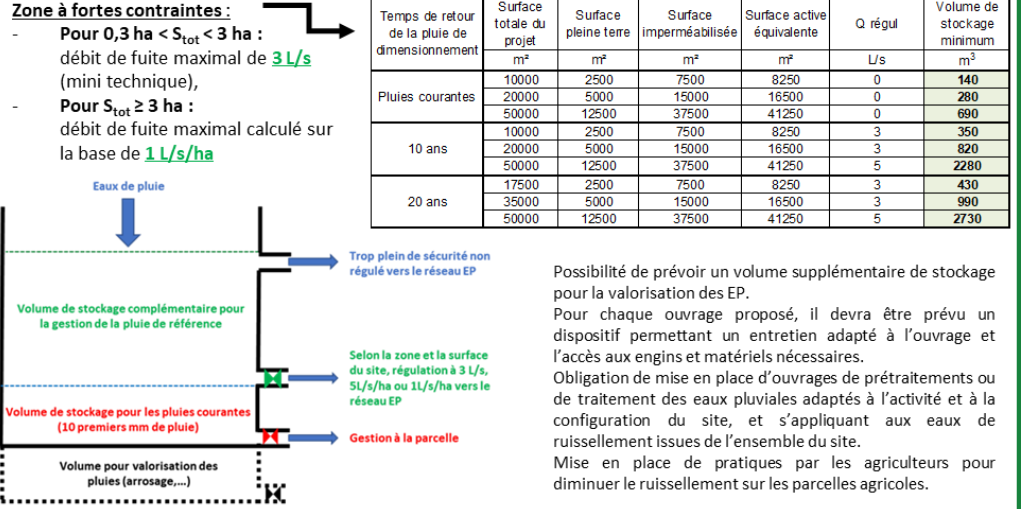 Zone à fortes contraintes :
- Pour 0,3 ha < Stot < 3 ha :
débit de fuite maximal de 3 L/s
(mini technique),
- Pour Stot ≥ 3 ha :
débit de fuite maximal calculé sur
la base de 1 L/s/ha
Temps de retour de la pluie de dimensionnement | Surface totale du projet | Surface pleine terre | Surface imperméabilisée | Surface active équivalente | Q régul | Volume de stockage minimum
m² | m² | m² | m² | L/s | m³
Pluies courantes | 10000 | 2500 | 7500 | 8250 | 0 | 140
20000 | 5000 | 15000 | 16500 | 0 | 280
50000 | 12500 | 37500 | 41250 | 0 | 690
10 ans | 10000 | 2500 | 7500 | 8250 | 3 | 350
20000 | 5000 | 15000 | 16500 | 3 | 820
50000 | 12500 | 37500 | 41250 | 5 | 2280
20 ans | 17500 | 2500 | 7500 | 8250 | 3 | 430
35000 | 5000 | 15000 | 16500 | 3 | 990
50000 | 12500 | 37500 | 41250 | 5 | 2730
Eaux de pluie
Trop plein de sécurité non
régulé vers le réseau EP
Volume de stockage complémentaire pour
la gestion de la pluie de référence
Selon la zone et la surface
du site, régulation à 3 L/s,
5L/s/ha ou 1L/s/ha vers le
réseau EP
Volume de stockage pour les pluies courantes
(10 premiers mm de pluie)
Gestion à la parcelle
Volume pour valorisation des
pluies (arrosage,...)
Possibilité de prévoir un volume supplémentaire de stockage
pour la valorisation des EP.
Pour chaque ouvrage proposé, il devra être prévu un
dispositif permettant un entretien adapté à l'ouvrage et
l'accès aux engins et matériels nécessaires.
Obligation de mise en place d'ouvrages de prétraitements ou
de traitement des eaux pluviales adaptés à l'activité et à la
configuration du site, et s'appliquant aux eaux de
ruissellement issues de l'ensemble du site.
Mise en place de pratiques par les agriculteurs pour
diminuer le ruissellement sur les parcelles agricoles.